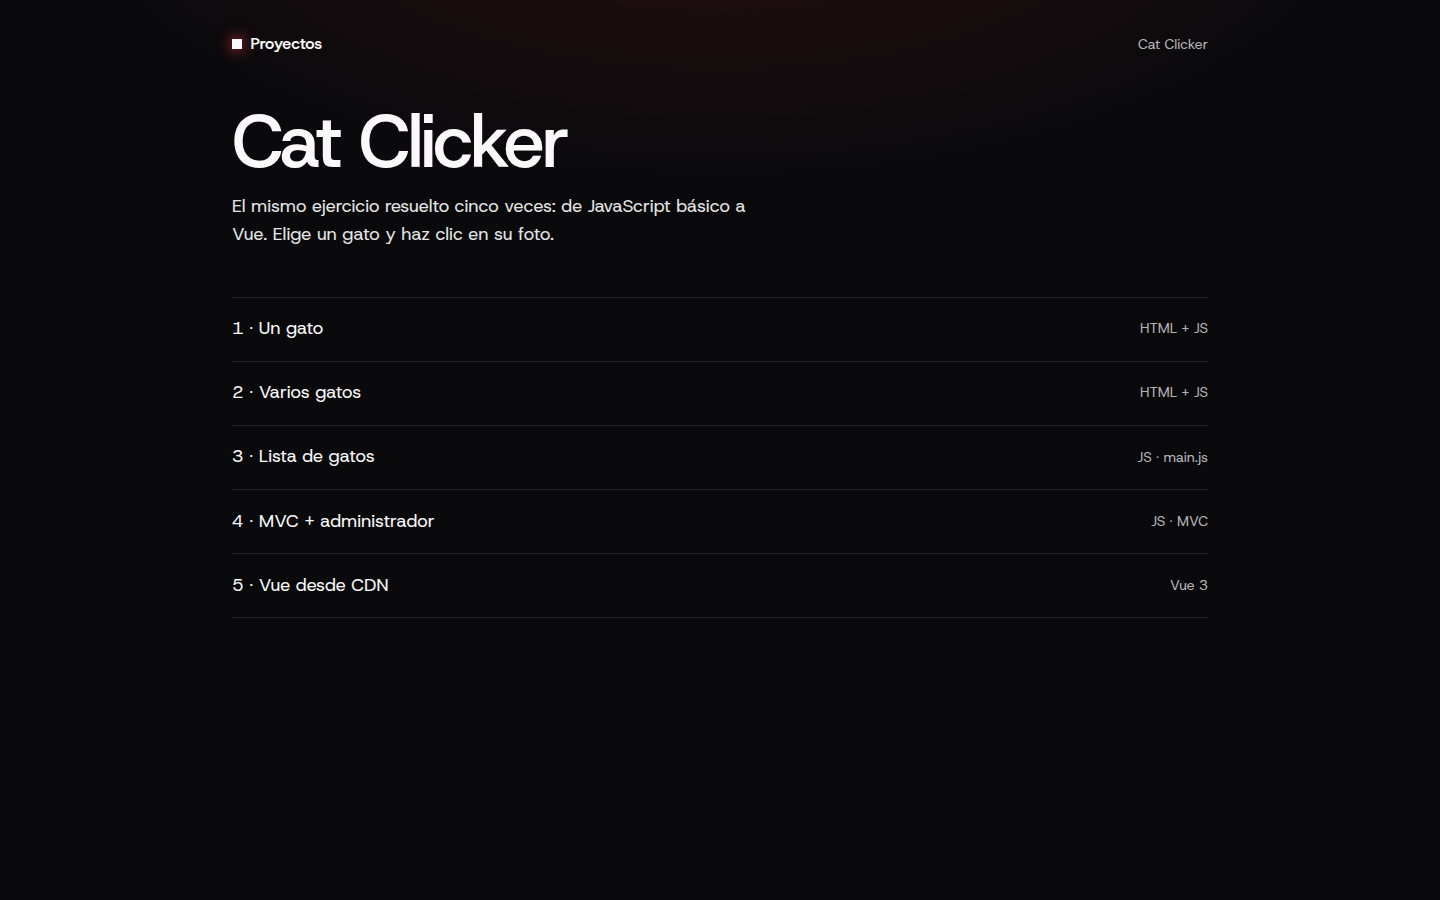 Proyectos
Cat Clicker
Cat Clicker
El mismo ejercicio resuelto cinco veces: de JavaScript básico a
Vue. Elige un gato y haz clic en su foto.
1 · Un gato
HTML + JS
2 · Varios gatos
HTML + JS
3 · Lista de gatos
JS · main.js
4 · MVC + administrador
JS · MVC
5 · Vue desde CDN
Vue 3